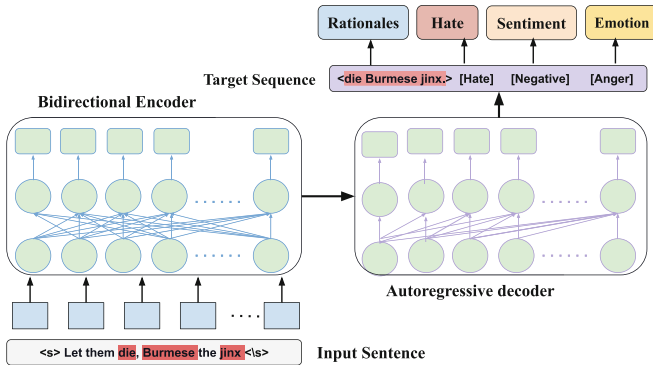 Rationales
Hate
Sentiment
Emotion
Target Sequence
<die Burmese jinx.> [Hate] [Negative] [Anger]
Bidirectional Encoder
Autoregressive decoder
<s> Let them die, Burmese the jinx <\s>
Input Sentence